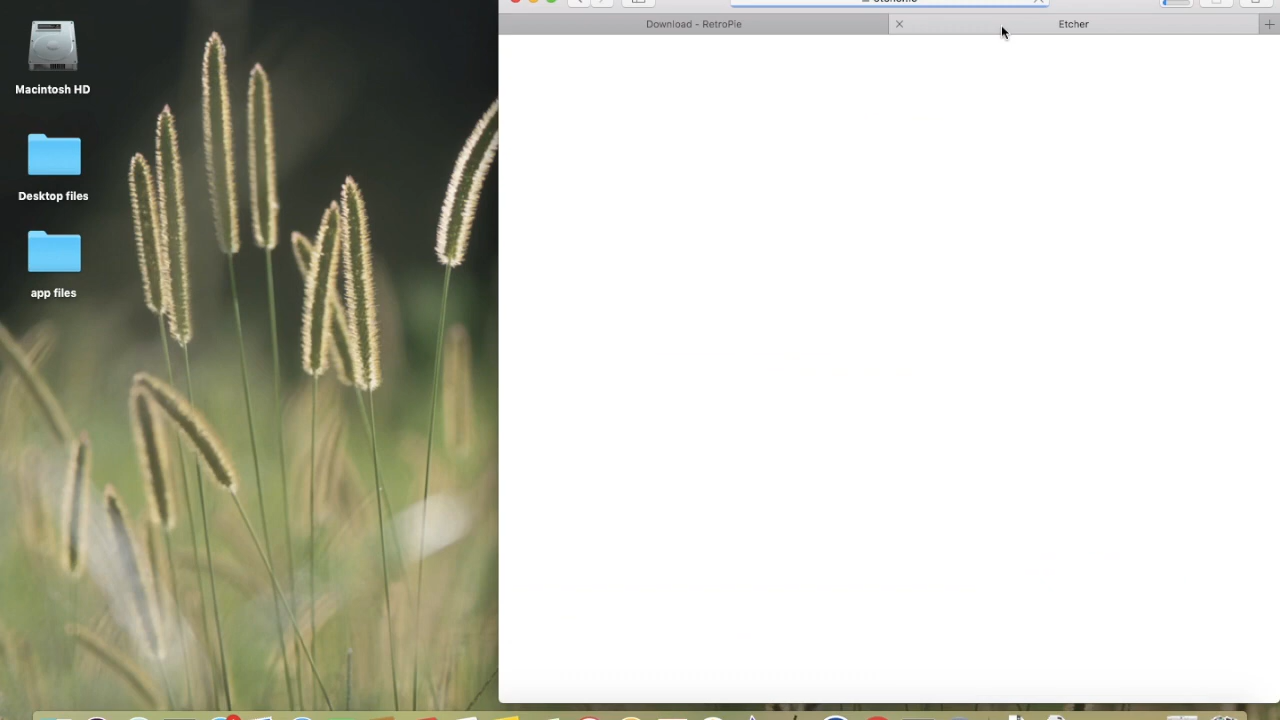 Download - RetroPie
Etcher
Macintosh HD
Desktop files
app files